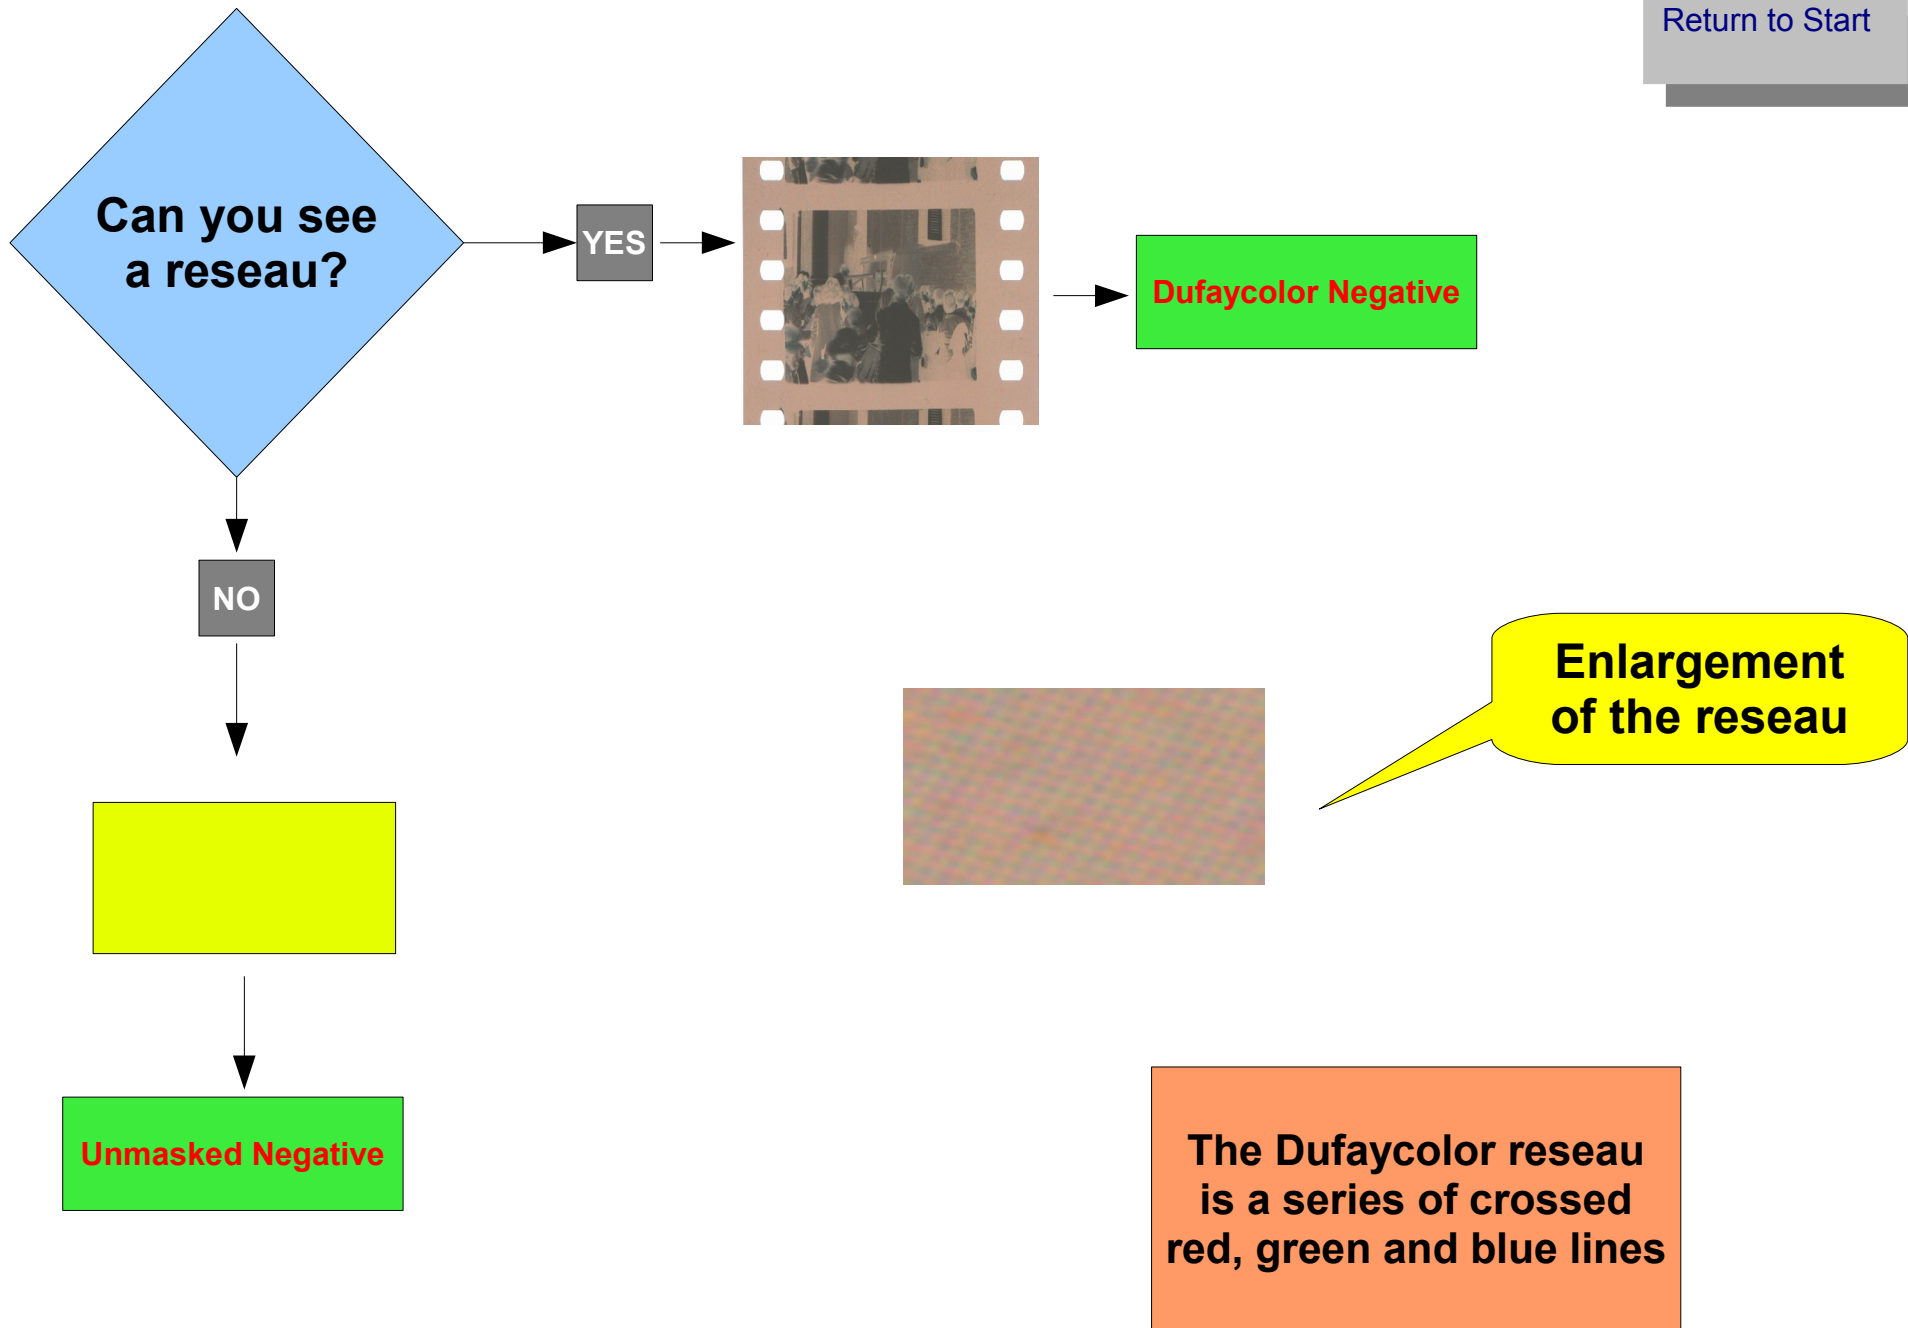 Return to Start
Can you see
a reseau?
YES
Dufaycolor Negative
NO
Enlargement
of the reseau
Unmasked Negative
The Dufaycolor reseau
is a series of crossed
red, green and blue lines